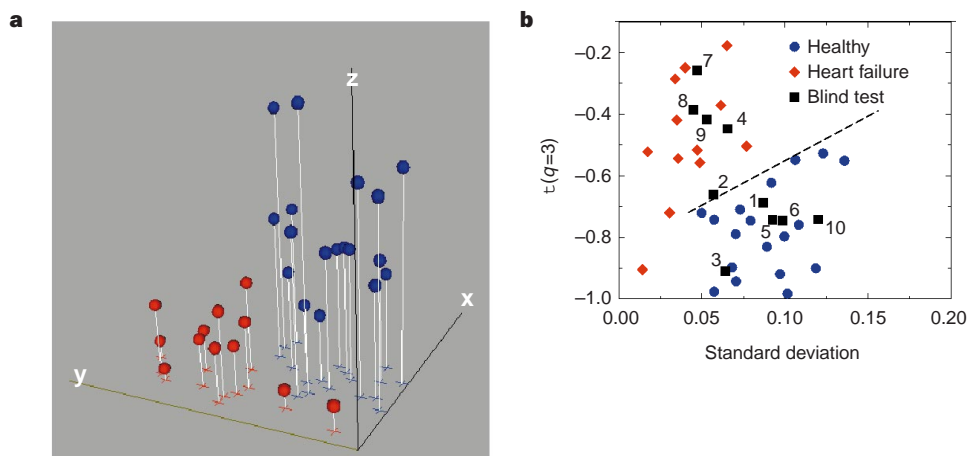 a
z
x
y
b
−0.2
−0.4
−0.6
−0.8
−1.0
t (q=3)
Healthy
Heart failure
Blind test
7
8
9
4
2
1
5
6
10
3
0.00
0.05
0.10
0.15
0.20
Standard deviation